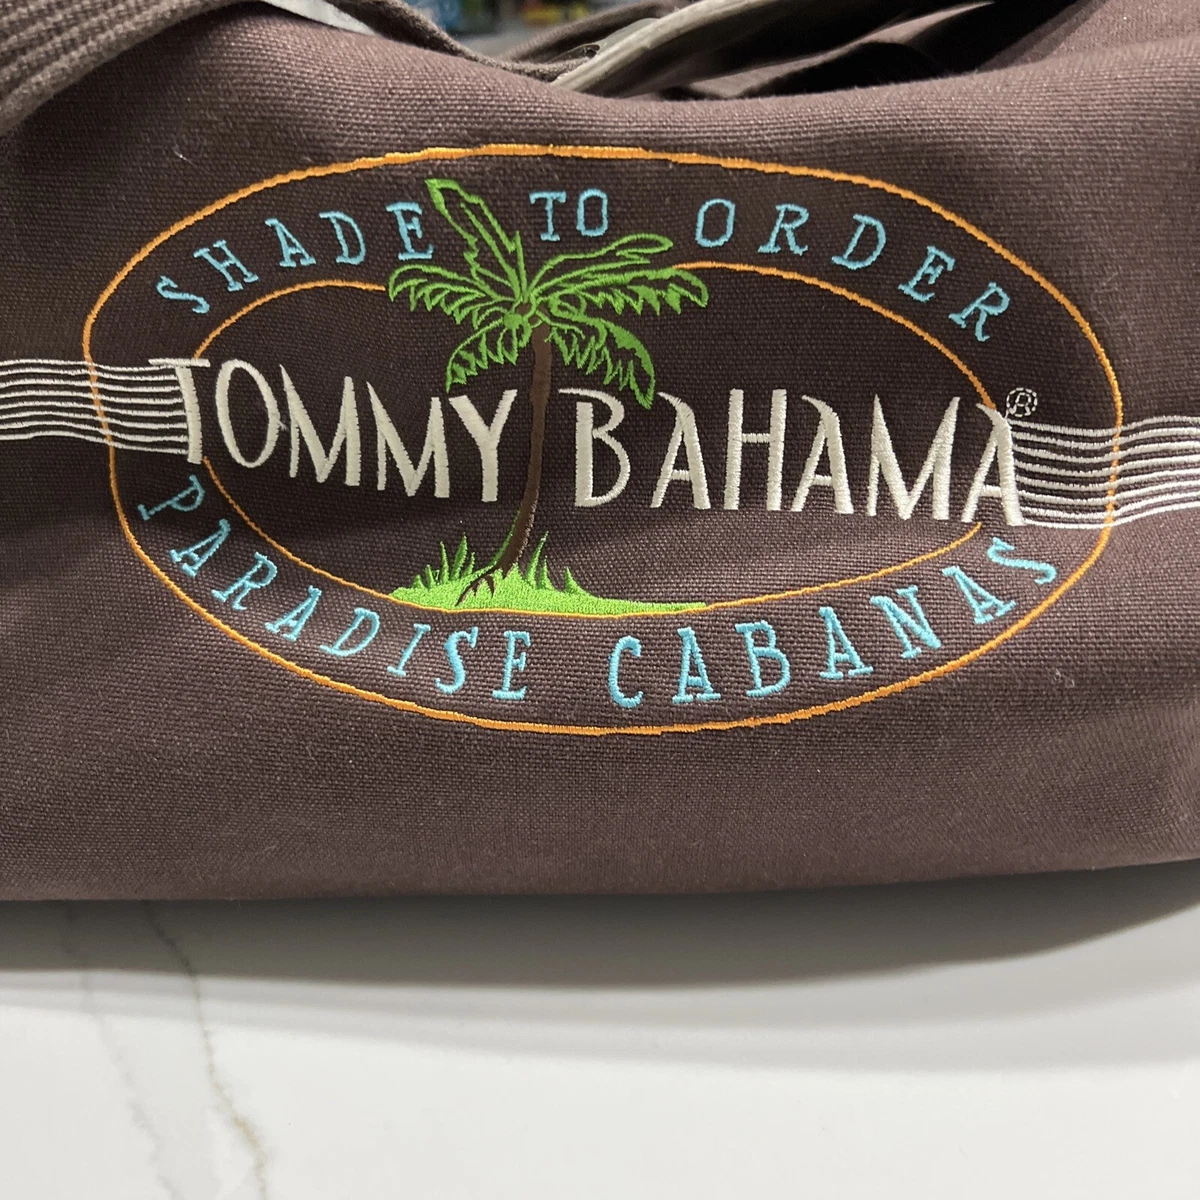 SHADE TO ORDER
TOMMY BAHAMA®
PARADISE CABANAS